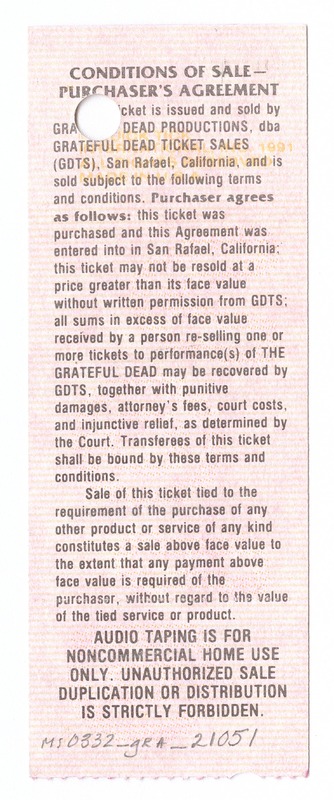 CONDITIONS OF SALE—
PURCHASER'S AGREEMENT
icket is issued and sold by
GRA DEAD PRODUCTIONS, dba
GRATEFUL DEAD TICKET SALES
1991
(GDTS), San Rafael, California, and is
sold subject to the following terms
and conditions. Purchaser agrees
as follows: this ticket was
purchased and this Agreement was
entered into in San Rafael, California;
this ticket may not be resold at a
price greater than its face value
without written permission from GDTS;
all sums in excess of face value
received by a person re-selling one or
more tickets to performance(s) of THE
GRATEFUL DEAD may be recovered by
GDTS, together with punitive
damages, attorney's fees, court costs,
and injunctive relief, as determined by
the Court. Transferees of this ticket
shall be bound by these terms and
conditions.
Sale of this ticket tied to the
requirement of the purchase of any
other product or service of any kind
constitutes a sale above face value to
the extent that any payment above
face value is required of the
purchaser, without regard to the value
of the tied service or product.
AUDIO TAPING IS FOR
NONCOMMERCIAL HOME USE
ONLY. UNAUTHORIZED SALE
DUPLICATION OR DISTRIBUTION
IS STRICTLY FORBIDDEN.
MS0332_gRA_21051